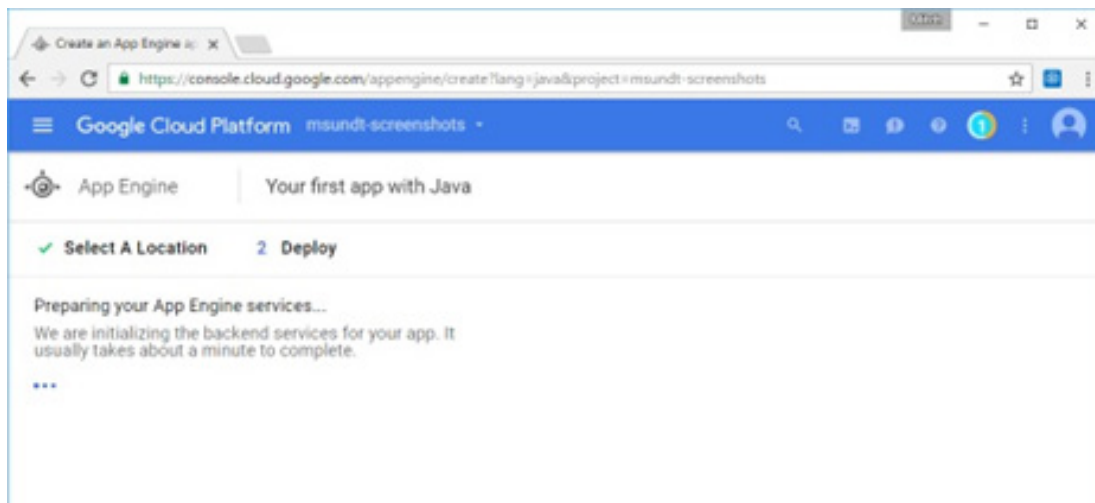 Create an App Engine ap
https://console.cloud.google.com/appengine/create?lang=java&project=msundt-screenshots
Google Cloud Platform msundt-screenshots
1
App Engine Your first app with Java
Select A Location 2 Deploy
Preparing your App Engine services...
We are initializing the backend services for your app. It
usually takes about a minute to complete.